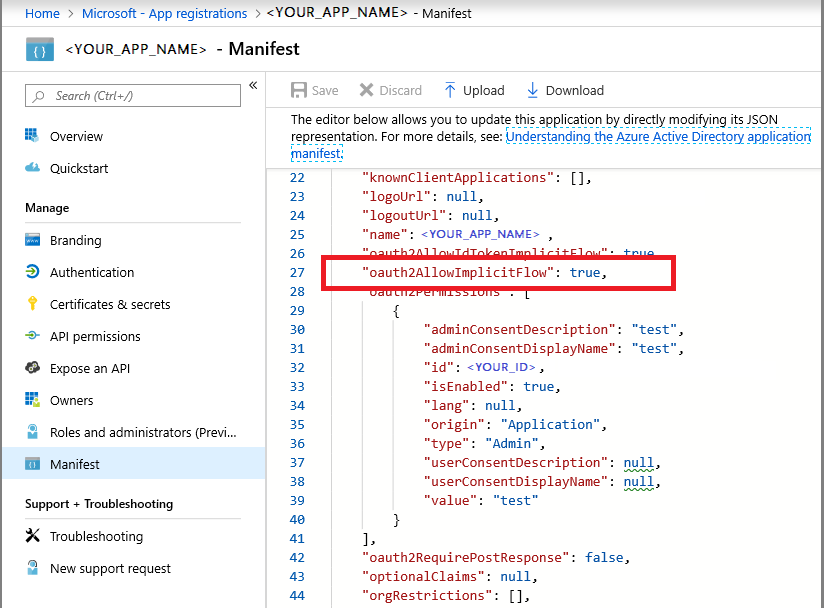 Home > Microsoft - App registrations > <YOUR_APP_NAME> - Manifest
<YOUR_APP_NAME> - Manifest
Search (Ctrl+/)
«
Overview
Quickstart
Manage
Branding
Authentication
Certificates & secrets
API permissions
Expose an API
Owners
Roles and administrators (Previ...
Manifest
Support + Troubleshooting
Troubleshooting
New support request
Save Discard Upload Download
The editor below allows you to update this application by directly modifying its JSON
representation. For more details, see: Understanding the Azure Active Directory application
manifest.
22 "knownClientApplications": [],
23 "logoUrl": null,
24 "logoutUrl": null,
25 "name": <YOUR_APP_NAME> ,
26 "oauth2AllowIdTokenImplicitFlow": true,
27 "oauth2AllowImplicitFlow": true,
28 "oauth2Permissions": [
29 {
30 "adminConsentDescription": "test",
31 "adminConsentDisplayName": "test",
32 "id": <YOUR_ID> ,
33 "isEnabled": true,
34 "lang": null,
35 "origin": "Application",
36 "type": "Admin",
37 "userConsentDescription": null,
38 "userConsentDisplayName": null,
39 "value": "test"
40 }
41 ],
42 "oauth2RequirePostResponse": false,
43 "optionalClaims": null,
44 "orgRestrictions": [],